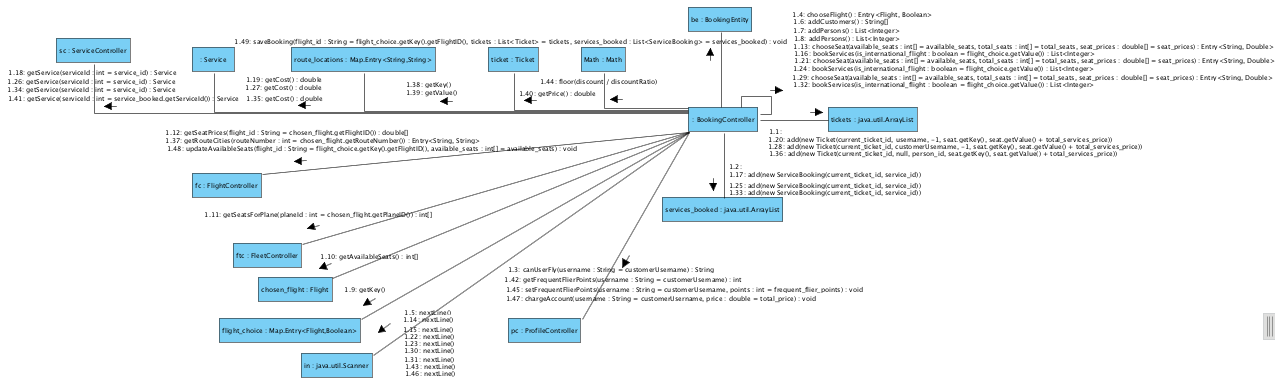 be : BookingEntity
1.4: chooseFlight() : Entry<Flight, Boolean>
1.6: addCustomers() : String[]
1.7: addPersons() : List<Integer>
1.8: addPersons() : List<Integer>
1.13: chooseSeat(available_seats : int[] = available_seats, total_seats : int[] = total_seats, seat_prices : double[] = seat_prices) : Entry<String, Double>
1.16: bookServices(is_international_flight : boolean = flight_choice.getValue() : List<Integer>
1.21: chooseSeat(available_seats : int[] = available_seats, total_seats : int[] = total_seats, seat_prices : double[] = seat_prices) : Entry<String, Double>
1.24: bookServices(is_international_flight : boolean = flight_choice.getValue() : List<Integer>
1.29: chooseSeat(available_seats : int[] = available_seats, total_seats : int[] = total_seats, seat_prices : double[] = seat_prices) : Entry<String, Double>
1.32: bookServices(is_international_flight : boolean = flight_choice.getValue() : List<Integer>
1.49: saveBooking(flight_id : String = flight_choice.getKey().getFlightID(), tickets : List<Ticket> = tickets, services_booked : List<ServiceBooking> = services_booked) : void
sc : ServiceController
: Service
route_locations : Map.Entry<String,String>
ticket : Ticket
Math : Math
1.18: getService(serviceId : int = service_id) : Service
1.26: getService(serviceId : int = service_id) : Service
1.34: getService(serviceId : int = service_id) : Service
1.41: getService(serviceId : int = service_booked.getServiceId()) : Service
1.19: getCost() : double
1.27: getCost() : double
1.35: getCost() : double
1.38: getKey()
1.39: getValue()
1.44: floor(discount / discountRatio)
1.40: getPrice() : double
: BookingController
tickets : java.util.ArrayList
1.1:
1.20: add(new Ticket(current_ticket_id, username, -1, seat.getKey(), seat.getValue() + total_services_price))
1.28: add(new Ticket(current_ticket_id, customer_username, -1, seat.getKey(), seat.getValue() + total_services_price))
1.36: add(new Ticket(current_ticket_id, null, person_id, seat.getKey(), seat.getValue() + total_services_price))
1.12: getSeatPrices(flight_id : String = chosen_flight.getFlightID()) : double[]
1.37: getRouteCities(routeNumber : int = chosen_flight.getRouteNumber()) : Entry<String, String>
1.48: updateAvailableSeats(flight_id : String = flight_choice.getKey().getFlightID(), available_seats : int[] = available_seats) : void
1.2:
1.17: add(new ServiceBooking(current_ticket_id, service_id))
1.25: add(new ServiceBooking(current_ticket_id, service_id))
1.33: add(new ServiceBooking(current_ticket_id, service_id))
fc : FlightController
services_booked : java.util.ArrayList
1.11: getSeatsForPlane(planeId : int = chosen_flight.getPlaneID()) : int[]
ftc : FleetController
1.10: getAvailableSeats() : int[]
1.3: canUserFly(username : String = customerUsername) : String
1.42: getFrequentFlierPoints(username : String = customerUsername) : int
1.45: setFrequentFlierPoints(username : String = customerUsername, points : int = frequent_flier_points) : void
1.47: chargeAccount(username : String = customerUsername, price : double = total_price) : void
chosen_flight : Flight
1.9: getKey()
flight_choice : Map.Entry<Flight,Boolean>
pc : ProfileController
1.5: nextLine()
1.14: nextLine()
1.15: nextLine()
1.22: nextLine()
1.23: nextLine()
1.30: nextLine()
1.31: nextLine()
1.43: nextLine()
1.46: nextLine()
in : java.util.Scanner